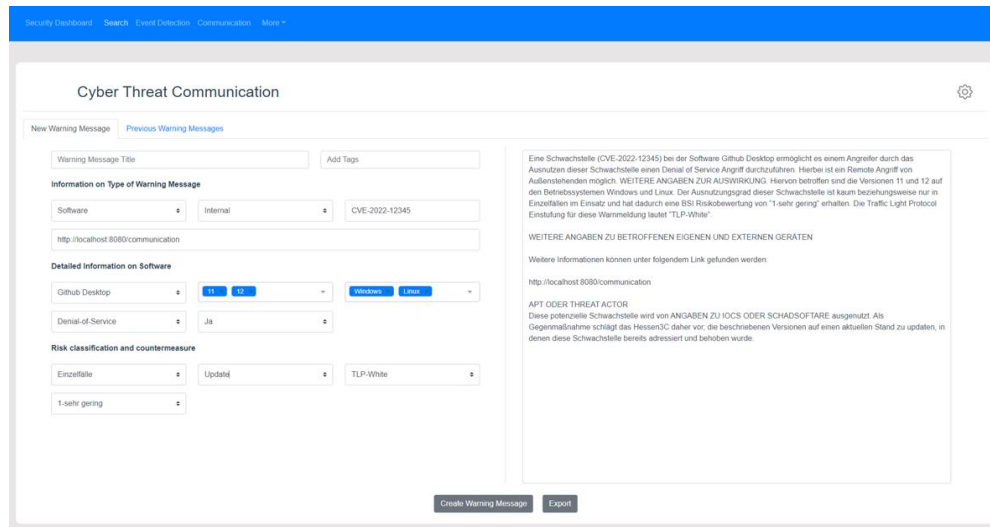 Security Dashboard Search Event Detection Communication More
Cyber Threat Communication
New Warning Message Previous Warning Messages
Warning Message Title Add Tags
Information on Type of Warning Message
Software Internal CVE-2022-12345
http://localhost:8080/communication
Detailed Information on Software
Github Desktop 11 12 Windows Linux
Denial-of-Service Ja
Risk classification and countermeasure
Einzelfälle Update TLP-White
1-sehr gering
Eine Schwachstelle (CVE-2022-12345) bei der Software Github Desktop ermöglicht es einem Angreifer durch das
Ausnutzen dieser Schwachstelle einen Denial of Service Angriff durchzuführen. Hierbei ist ein Remote Angriff von
Außenstehenden möglich. WEITERE ANGABEN ZUR AUSWIRKUNG. Hiervon betroffen sind die Versionen 11 und 12 auf
den Betriebssystemen Windows und Linux. Der Ausnutzungsgrad dieser Schwachstelle ist kaum beziehungsweise nur in
Einzelfällen im Einsatz und hat dadurch eine BSI Risikobewertung von "1-sehr gering" erhalten. Die Traffic Light Protocol
Einstufung für diese Warnmeldung lautet "TLP-White".
WEITERE ANGABEN ZU BETROFFENEN EIGENEN UND EXTERNEN GERÄTEN
Weitere Informationen können unter folgendem Link gefunden werden:
http://localhost:8080/communication
APT ODER THREAT ACTOR
Diese potenzielle Schwachstelle wird von ANGABEN ZU IOCS ODER SCHADSOFTARE ausgenutzt. Als
Gegenmaßnahme schlägt das Hessen3C daher vor, die beschriebenen Versionen auf einen aktuellen Stand zu updaten, in
denen diese Schwachstelle bereits adressiert und behoben wurde.
Create Warning Message Export